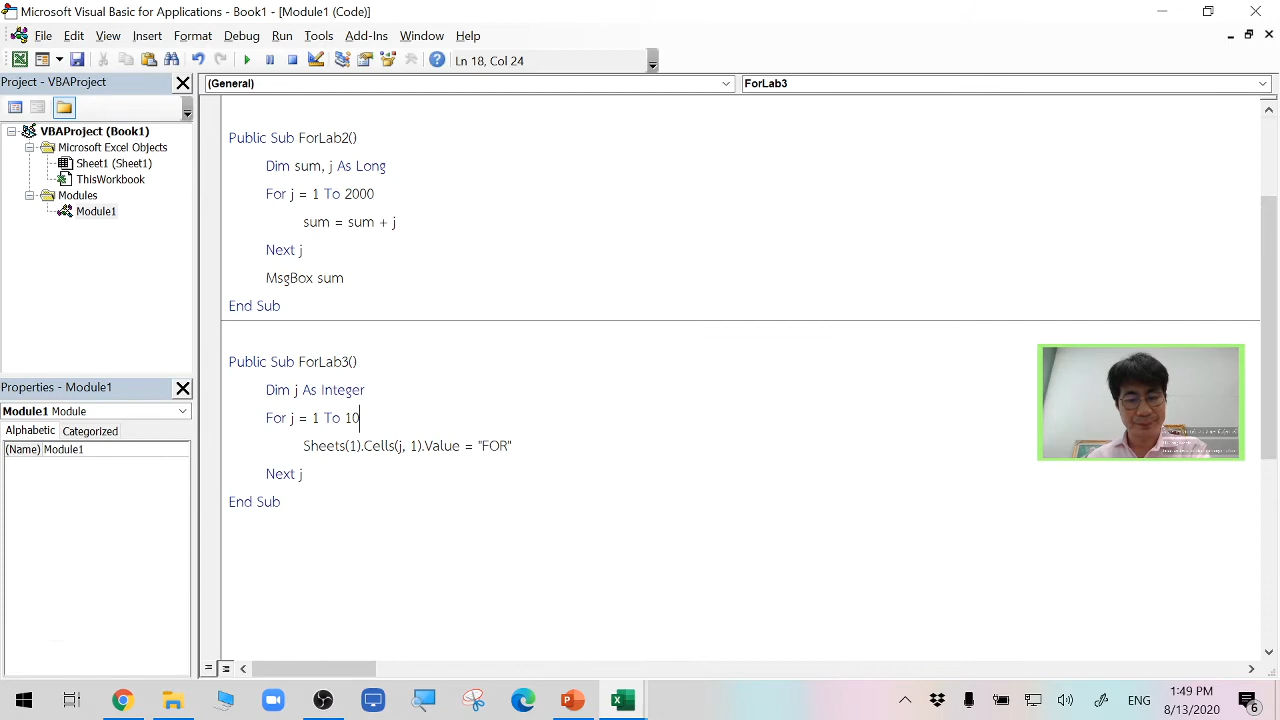 Microsoft Visual Basic for Applications - Book1 - [Module1 (Code)]
File Edit View Insert Format Debug Run Tools Add-Ins Window Help
Ln 18, Col 24
Project - VBAProject
(General)
ForLab3
VBAProject (Book1)
Microsoft Excel Objects
Sheet1 (Sheet1)
ThisWorkbook
Modules
Module1
Properties - Module1
Module1 Module
Alphabetic Categorized
(Name) Module1
Public Sub ForLab2()
Dim sum, j As Long
For j = 1 To 2000
sum = sum + j
Next j
MsgBox sum
End Sub
Public Sub ForLab3()
Dim j As Integer
For j = 1 To 10
Sheets(1).Cells(j, 1).Value = "FOR"
Next j
End Sub
ENG
1:49 PM
8/13/2020
6